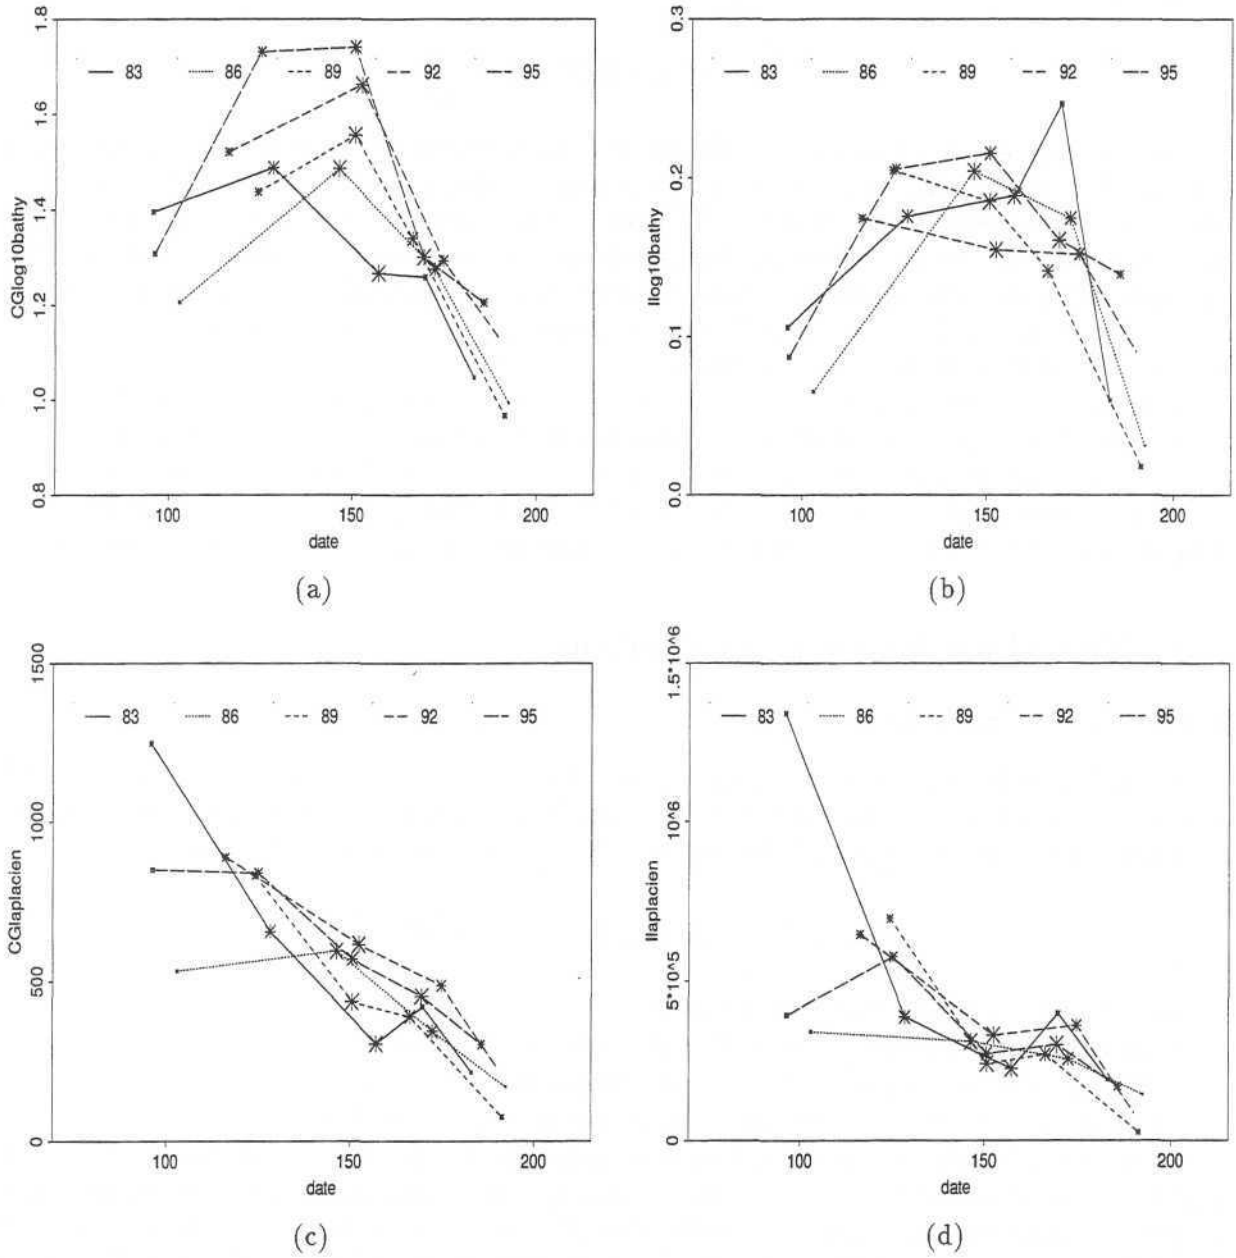 1.8
1.6
1.4
1.2
1.0
0.8
CGlog10bathy
83 86 89 92 95
100 150 200
date
(a)
0.3
0.2
0.1
0.0
Ilog10bathy
83 86 89 92 95
100 150 200
date
(b)
1500
1000
500
0
CGlaplacien
83 86 89 92 95
100 150 200
date
(c)
1.5*10^6
10^6
5*10^5
0
Ilaplacien
83 86 89 92 95
100 150 200
date
(d)